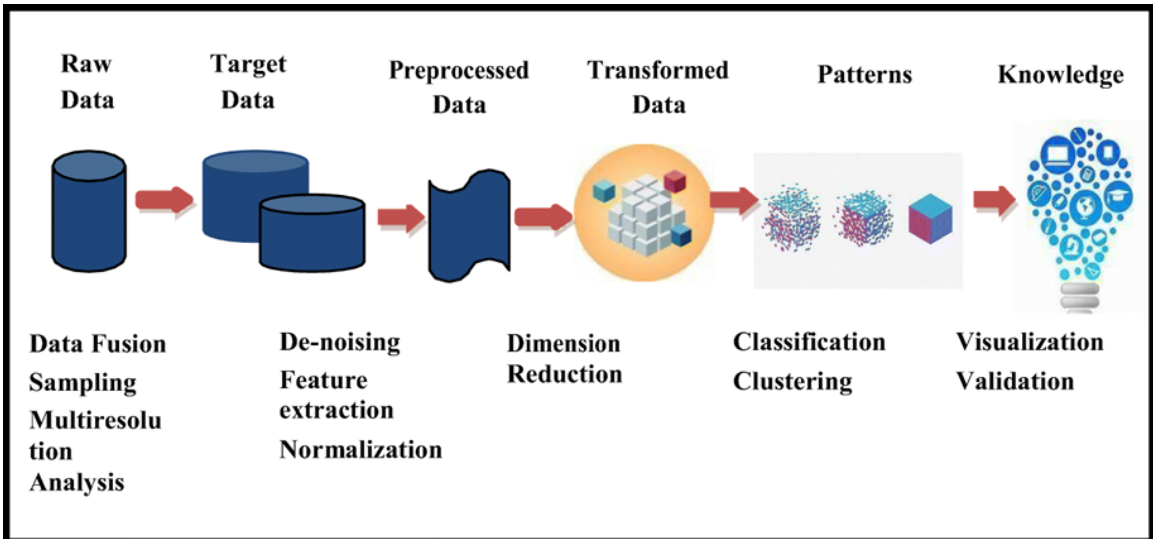 Raw
Data
Target
Data
Preprocessed
Data
Transformed
Data
Patterns
Knowledge
Data Fusion
Sampling
Multiresolu
tion
Analysis
De-noising
Feature
extraction
Normalization
Dimension
Reduction
Classification
Clustering
Visualization
Validation